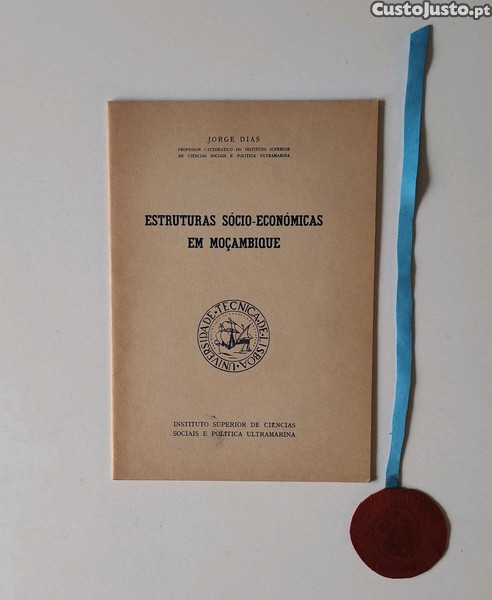 CustoJusto.pt
JORGE DIAS
PROFESSOR CATEDRÁTICO DO INSTITUTO SUPERIOR
DE CIÊNCIAS SOCIAIS E POLÍTICA ULTRAMARINA
ESTRUTURAS SÓCIO-ECONÓMICAS
EM MOÇAMBIQUE
UNIVERSIDADE • TECNICA • DE • LISBOA •
INSTITUTO SUPERIOR DE CIÊNCIAS
SOCIAIS E POLÍTICA ULTRAMARINA